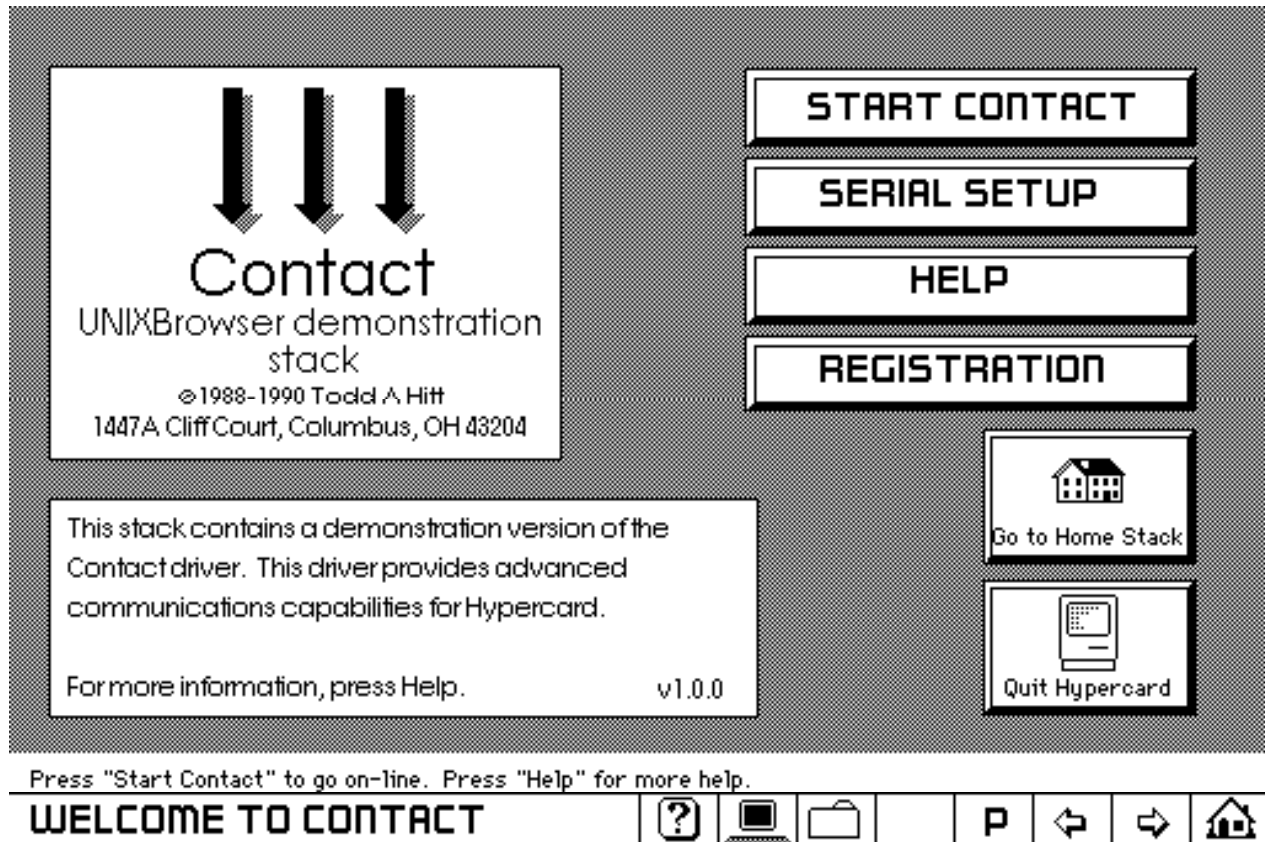 Contact
UNIXBrowser demonstration
stack
©1988-1990 Todd A Hitt
1447A Cliff Court, Columbus, OH 43204
This stack contains a demonstration version of the
Contact driver. This driver provides advanced
communications capabilities for Hypercard.
For more information, press Help.
v1.0.0
START CONTACT
SERIAL SETUP
HELP
REGISTRATION
Go to Home Stack
Quit Hypercard
Press "Start Contact" to go on-line. Press "Help" for more help.
WELCOME TO CONTACT
?
P